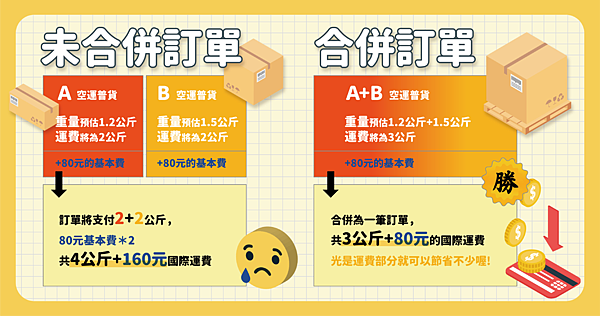 未合併訂單
A 空運普貨
重量預估1.2公斤
運費將為2公斤
+80元的基本費
B 空運普貨
重量預估1.5公斤
運費將為2公斤
+80元的基本費
訂單將支付2+2公斤，
80元基本費＊2
共4公斤+160元國際運費
合併訂單
A+B 空運普貨
重量預估1.2公斤+1.5公斤
運費將為3公斤
+80元的基本費
勝
合併為一筆訂單，
共3公斤+80元的國際運費
光是運費部分就可以節省不少喔!